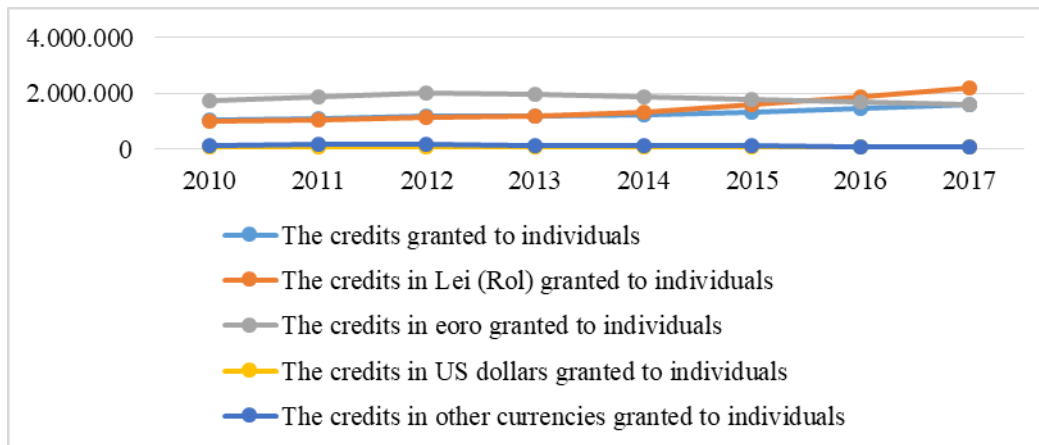 4.000.000
2.000.000
0
2010 2011 2012 2013 2014 2015 2016 2017
The credits granted to individuals
The credits in Lei (Rol) granted to individuals
The credits in eoro granted to individuals
The credits in US dollars granted to individuals
The credits in other currencies granted to individuals